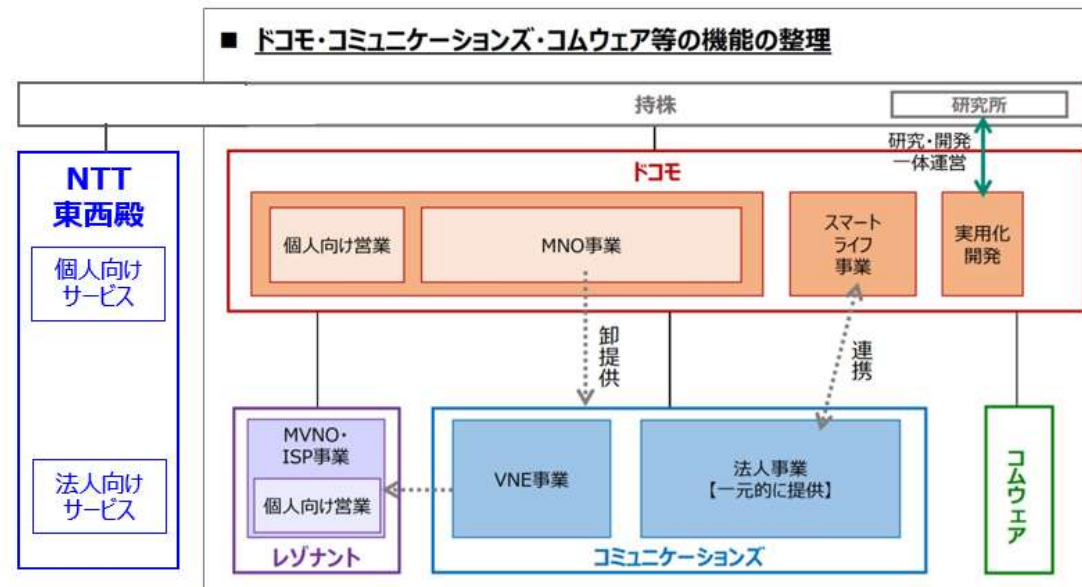 ■ ドコモ・コミュニケーションズ・コムウェア等の機能の整理
持株
研究所
研究・開発
一体運営
NTT
東西殿
個人向け
サービス
法人向け
サービス
ドコモ
個人向け営業
MNO事業
スマート
ライフ
事業
実用化
開発
卸提供
連携
MVNO・
ISP事業
個人向け営業
レゾナント
VNE事業
法人事業
【一元的に提供】
コミュニケーションズ
コムウェア